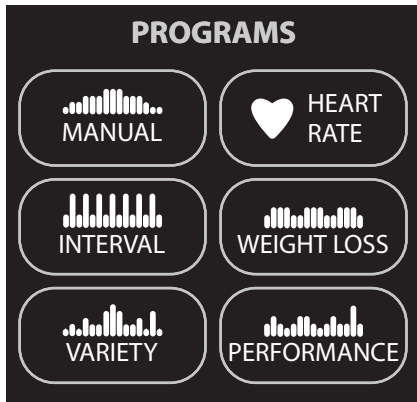 PROGRAMS
MANUAL
HEART
RATE
INTERVAL
WEIGHT LOSS
VARIETY
PERFORMANCE